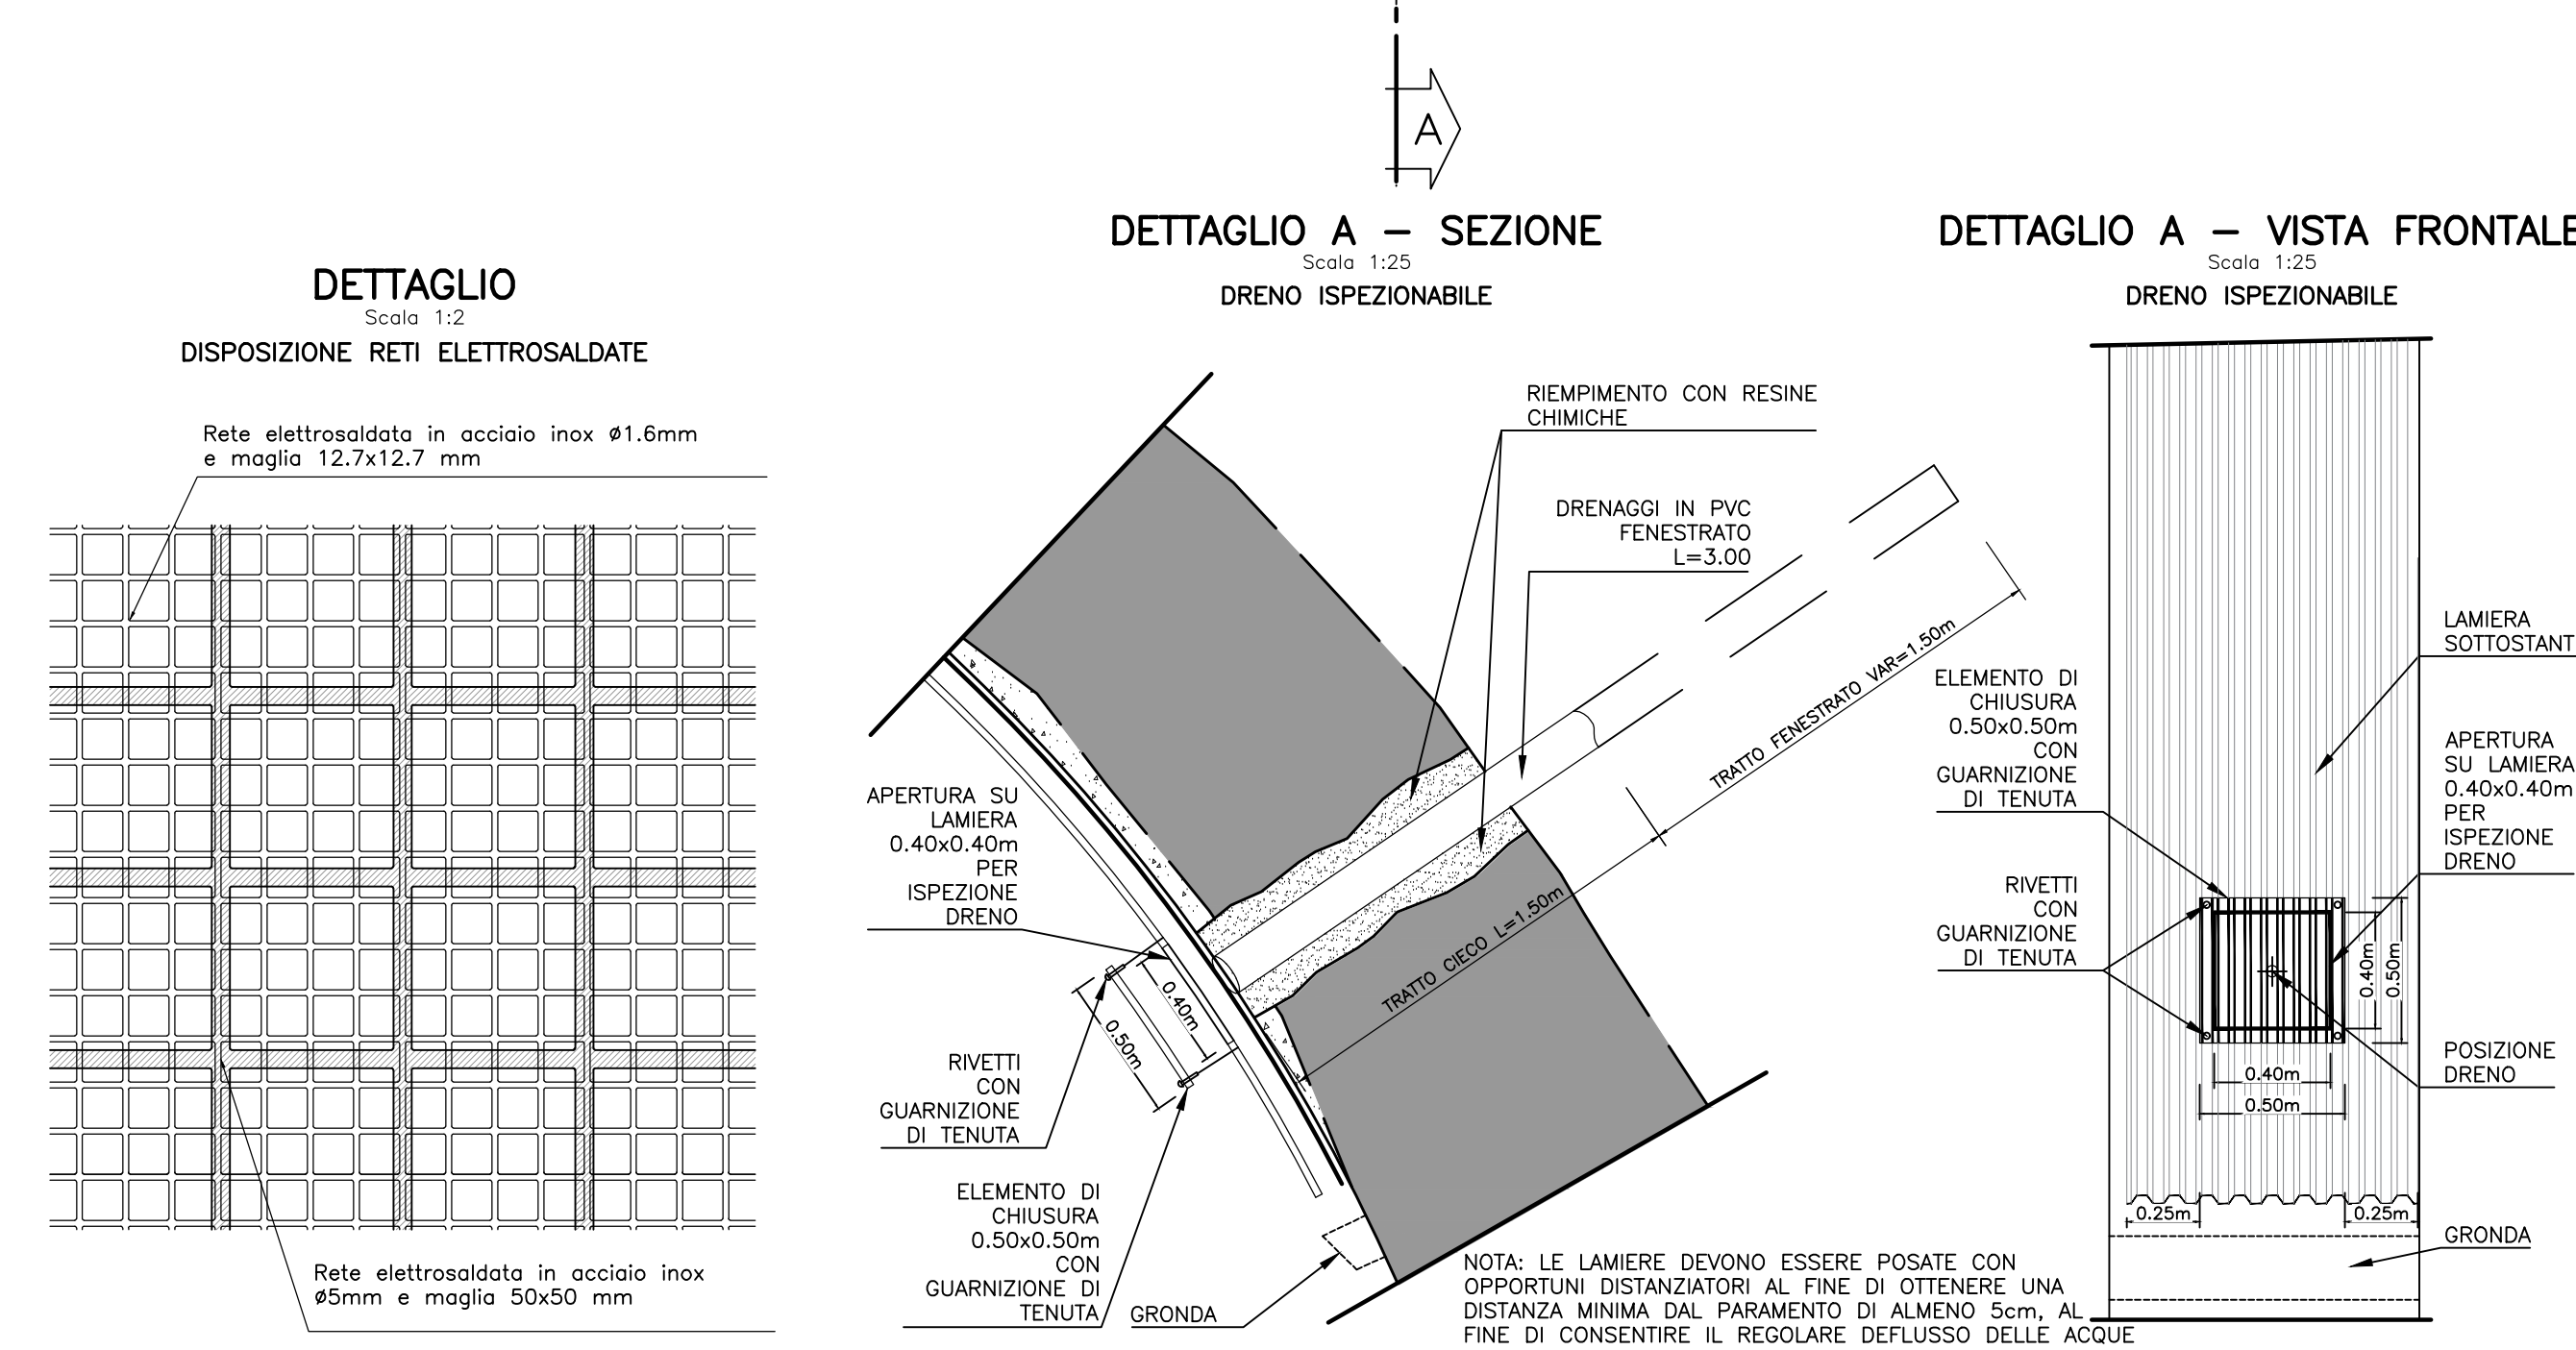 A
DETTAGLIO
Scala 1:2
DISPOSIZIONE RETI ELETTROSALDATE
Rete elettrosaldata in acciaio inox Ø1.6mm
e maglia 12.7x12.7 mm
Rete elettrosaldata in acciaio inox
Ø5mm e maglia 50x50 mm
DETTAGLIO A – SEZIONE
Scala 1:25
DRENO ISPEZIONABILE
RIEMPIMENTO CON RESINE
CHIMICHE
DRENAGGI IN PVC
FENESTRATO
L=3.00
TRATTO FENESTRATO VAR=1.50m
TRATTO CIECO L=1.50m
APERTURA SU
LAMIERA
0.40x0.40m
PER
ISPEZIONE
DRENO
0.40m
0.50m
RIVETTI
CON
GUARNIZIONE
DI TENUTA
ELEMENTO DI
CHIUSURA
0.50x0.50m
CON
GUARNIZIONE DI
TENUTA
GRONDA
NOTA: LE LAMIERE DEVONO ESSERE POSATE CON
OPPORTUNI DISTANZIATORI AL FINE DI OTTENERE UNA
DISTANZA MINIMA DAL PARAMENTO DI ALMENO 5cm, AL
FINE DI CONSENTIRE IL REGOLARE DEFLUSSO DELLE ACQUE
DETTAGLIO A – VISTA FRONTALE
Scala 1:25
DRENO ISPEZIONABILE
LAMIERA
SOTTOSTANT
ELEMENTO DI
CHIUSURA
0.50x0.50m
CON
GUARNIZIONE
DI TENUTA
APERTURA
SU LAMIERA
0.40x0.40m
PER
ISPEZIONE
DRENO
RIVETTI
CON
GUARNIZIONE
DI TENUTA
0.40m
0.50m
POSIZIONE
DRENO
0.40m
0.50m
0.25m
0.25m
GRONDA